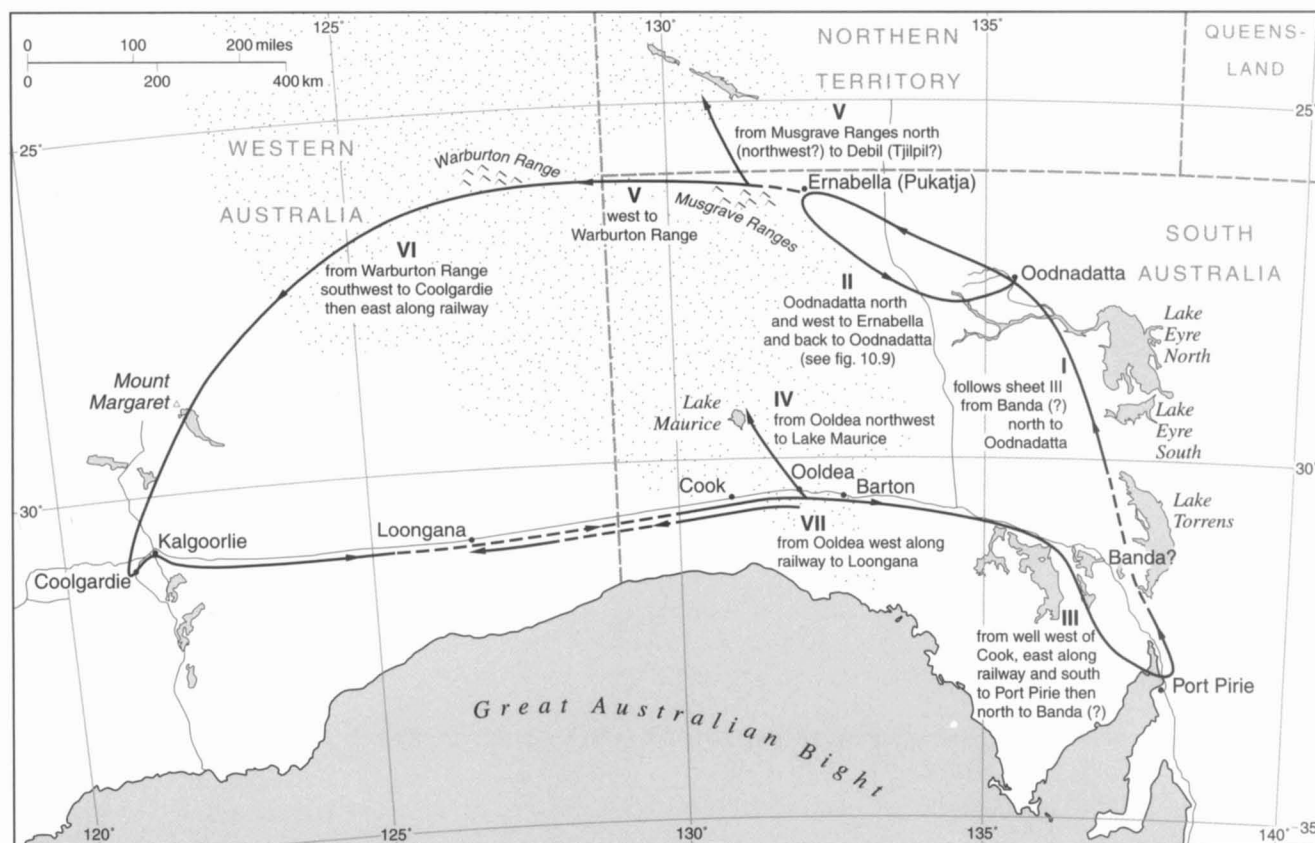 125°
130°
135°
0 100 200 miles
0 200 400 km
NORTHERN
TERRITORY
QUEENS-
LAND
25°
25°
WESTERN
AUSTRALIA
Warburton Range
V
from Musgrave Ranges north
(northwest?) to Debil (Tjilpil?)
Ernabella (Pukatja)
V
west to
Warburton Range
Musgrave Ranges
SOUTH
AUSTRALIA
VI
from Warburton Range
southwest to Coolgardie
then east along railway
II
Oodnadatta north
and west to Ernabella
and back to Oodnadatta
(see fig. 10.9)
Oodnadatta
Lake
Eyre
North
I
follows sheet III
from Banda (?)
north to
Oodnadatta
Mount
Margaret
Lake
Maurice
IV
from Ooldea northwest
to Lake Maurice
Lake
Eyre
South
30°
30°
Cook
Ooldea
Barton
Lake
Torrens
Loongana
Kalgoorlie
Coolgardie
VII
from Ooldea west along
railway to Loongana
Banda?
III
from well west of
Cook, east along
railway and south
to Port Pirie then
north to Banda (?)
Port Pirie
Great Australian Bight
120°
125°
130°
135°
140°
35°